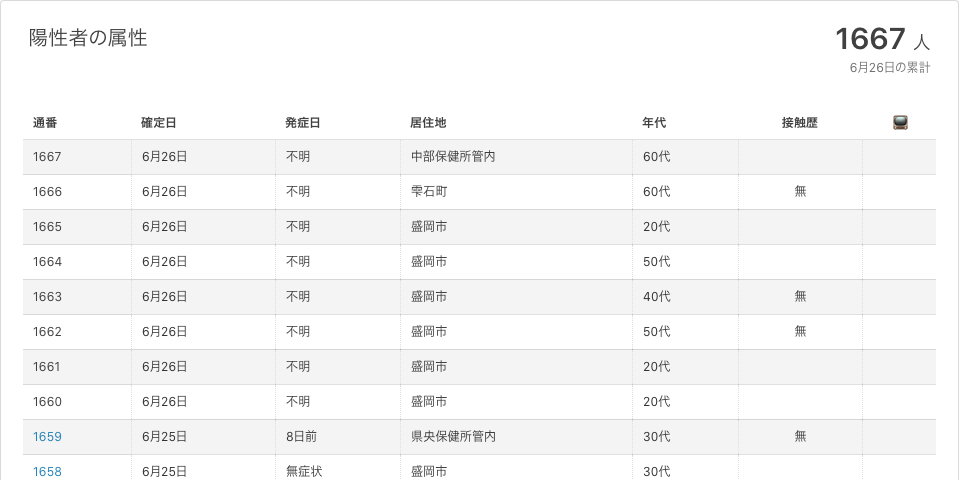 陽性者の属性
1667 人
6月26日の累計
通番 確定日 発症日 居住地 年代 接触歴
1667 6月26日 不明 中部保健所管内 60代
1666 6月26日 不明 雫石町 60代 無
1665 6月26日 不明 盛岡市 20代
1664 6月26日 不明 盛岡市 50代
1663 6月26日 不明 盛岡市 40代 無
1662 6月26日 不明 盛岡市 50代 無
1661 6月26日 不明 盛岡市 20代
1660 6月26日 不明 盛岡市 20代
1659 6月25日 8日前 県央保健所管内 30代 無
1658 6月25日 無症状 盛岡市 30代